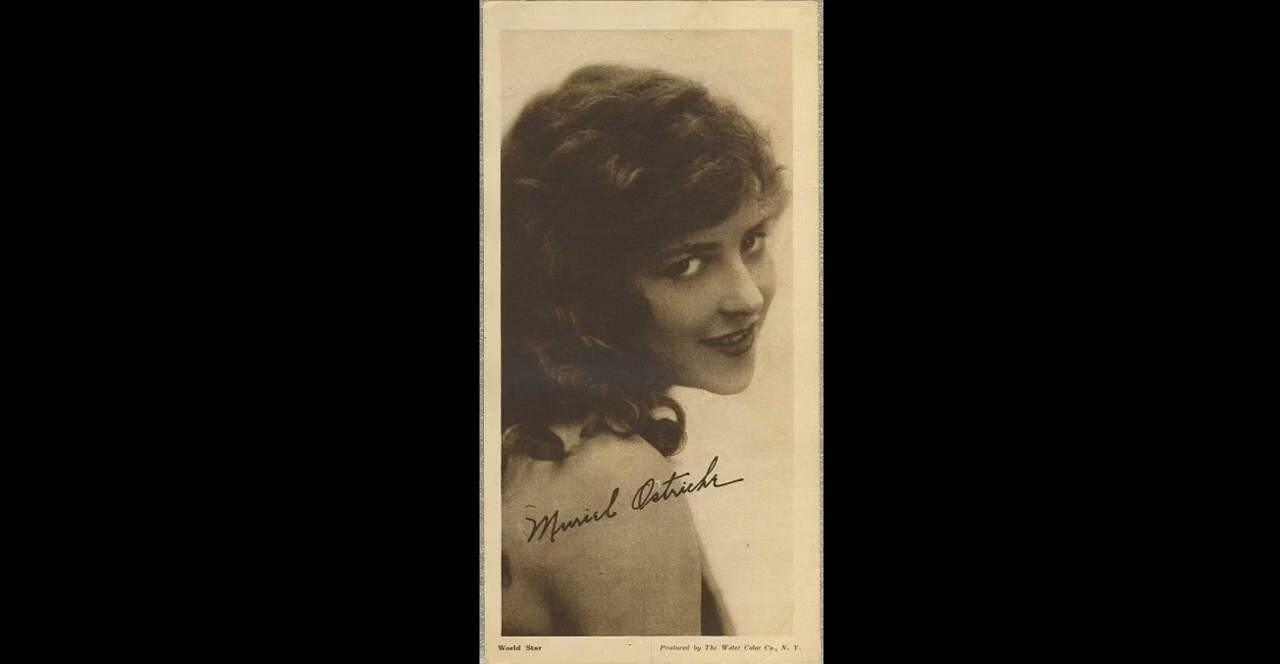 Muriel Ostriche
World Star
Produced by The Water Color Co., N. Y.